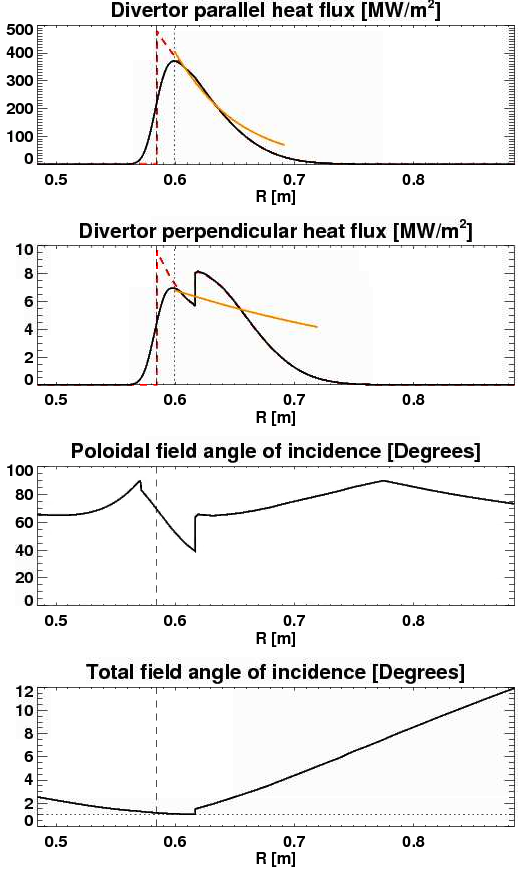 Divertor parallel heat flux [MW/m²]
500
400
300
200
100
0
0.5 0.6 0.7 0.8
R [m]
Divertor perpendicular heat flux [MW/m²]
10
8
6
4
2
0
0.5 0.6 0.7 0.8
R [m]
Poloidal field angle of incidence [Degrees]
100
80
60
40
20
0
0.5 0.6 0.7 0.8
R [m]
Total field angle of incidence [Degrees]
12
10
8
6
4
2
0
0.5 0.6 0.7 0.8
R [m]